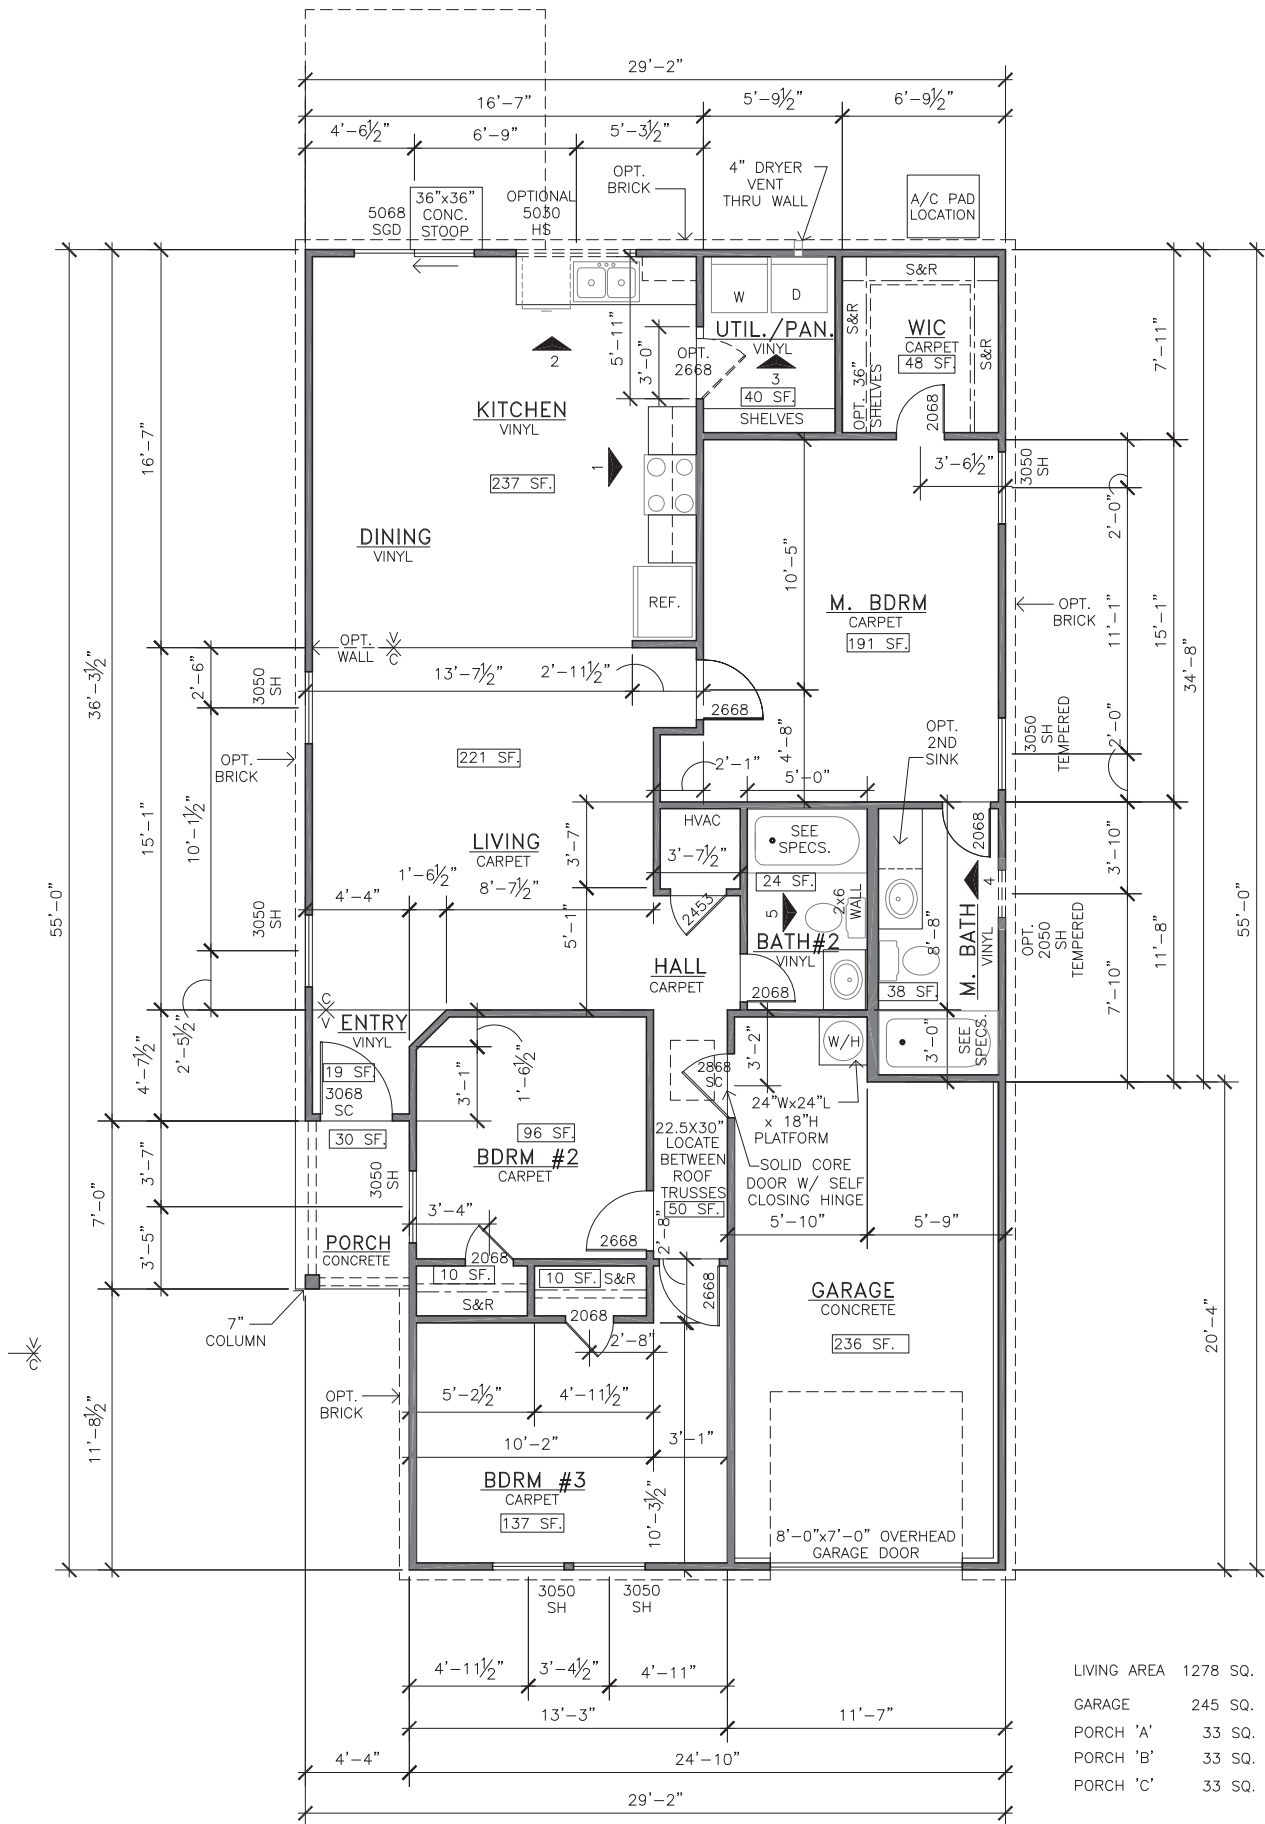 29'-2"
16'-7"
5'-9½"
6'-9½"
4'-6½"
6'-9"
5'-3½"
OPT.
BRICK
4" DRYER
VENT
THRU WALL
A/C PAD
LOCATION
36"x36"
CONC.
STOOP
5068
SGD
OPTIONAL
5030
HS
S&R
W
D
UTIL./PAN.
VINYL
3
40 SF.
SHELVES
S&R
WIC
CARPET
48 SF.
S&R
OPT. 36"
SHELVES
2068
5'-11"
3'-0"
OPT.
2668
2
KITCHEN
VINYL
237 SF.
1
DINING
VINYL
REF.
3'-6½"
3050
SH
2'-0"
7'-11"
16'-7"
10'-5"
M. BDRM
CARPET
191 SF.
OPT.
BRICK
11'-1"
15'-1"
34'-8"
OPT.
WALL
V
C
13'-7½"
2'-11½"
2668
36'-3½"
2'-6"
3050
SH
OPT.
BRICK
221 SF.
OPT.
2ND
SINK
3050
SH
TEMPERED
2'-0"
4'-8"
2'-1"
5'-0"
10'-1½"
15'-1"
LIVING
CARPET
3'-7"
HVAC
3'-7½"
SEE
SPECS.
24 SF.
2x6
WALL
2068
4
3'-10"
4'-4"
1'-6½"
8'-7½"
2453
5
BATH#2
VINYL
8'-8"
M. BATH
VINYL
38 SF.
OPT.
2050
SH
TEMPERED
11'-8"
55'-0"
55'-0"
3050
SH
5'-1"
HALL
CARPET
2068
7'-10"
C
V
ENTRY
VINYL
19 SF.
3068
SC
30 SF.
2'-5½"
4'-7½"
3'-1"
1'-6½"
2868
SC
3'-2"
W/H
3'-0"
SEE
SPECS.
24"Wx24"L
x 18"H
PLATFORM
96 SF.
BDRM #2
CARPET
22.5X30"
LOCATE
BETWEEN
ROOF
TRUSSES
50 SF.
SOLID CORE
DOOR W/ SELF
CLOSING HINGE
3'-7"
7'-0"
3'-5"
3050
SH
3'-4"
2668
2'-8"
5'-10"
5'-9"
PORCH
CONCRETE
2068
10 SF.
S&R
10 SF.
S&R
2068
2668
GARAGE
CONCRETE
236 SF.
7"
COLUMN
V
C
2'-8"
20'-4"
OPT.
BRICK
5'-2½"
4'-11½"
10'-2"
3'-1"
11'-8½"
BDRM #3
CARPET
137 SF.
10'-3½"
8'-0"x7'-0" OVERHEAD
GARAGE DOOR
3050
SH
3050
SH
4'-11½"
3'-4½"
4'-11"
13'-3"
11'-7"
4'-4"
24'-10"
29'-2"
LIVING AREA 1278 SQ.
GARAGE 245 SQ.
PORCH 'A' 33 SQ.
PORCH 'B' 33 SQ.
PORCH 'C' 33 SQ.